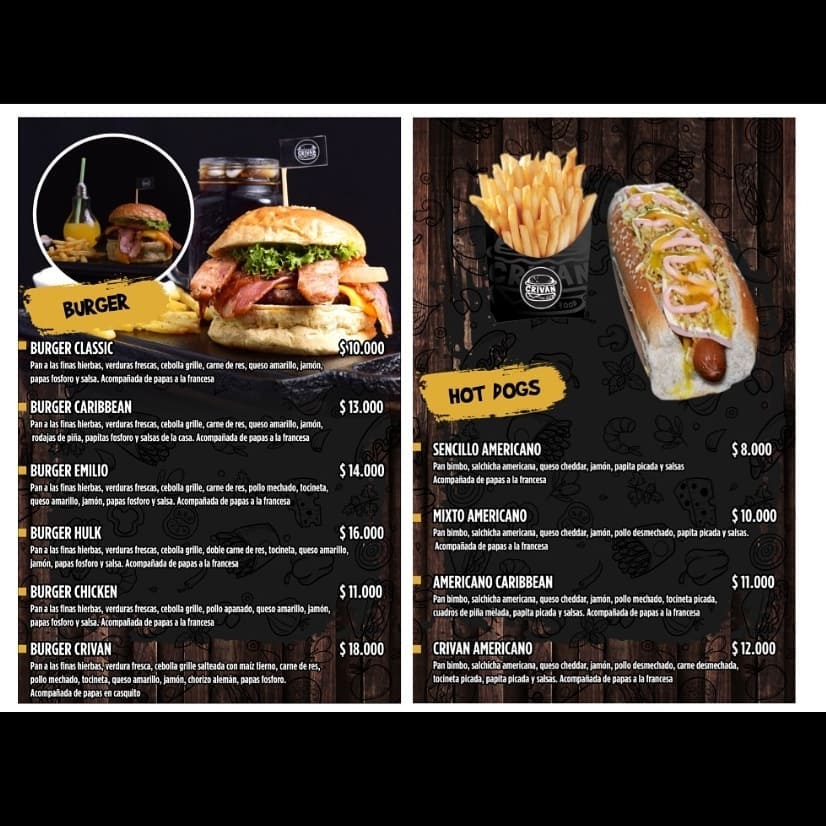 CRIVAN
BURGER
BURGER CLASSIC $10.000
Pan a las finas hierbas, verduras frescas, cebolla grille, carne de res, queso amarillo, jamón,
papas fosforo y salsa. Acompañada de papas a la francesa
BURGER CARIBBEAN $13.000
Pan a las finas hierbas, verduras frescas, cebolla grille, carne de res, queso amarillo, jamón,
rodajas de piña, papitas fosforo y salsas de la casa. Acompañada de papas a la francesa
BURGER EMILIO $14.000
Pan a las finas hierbas, verduras frescas, cebolla grille, carne de res, pollo mechado, tocineta,
queso amarillo, jamón, papas fosforo y salsa. Acompañada de papas a la francesa
BURGER HULK $16.000
Pan a las finas hierbas, verduras frescas, cebolla grille, doble carne de res, tocineta, queso amarillo,
jamón, papas fosforo y salsa. Acompañada de papas a la francesa
BURGER CHICKEN $11.000
Pan a las finas hierbas, verduras frescas, cebolla grille, pollo apanado, queso amarillo, jamón,
papas fosforo y salsa. Acompañada de papas a la francesa
BURGER CRIVAN $18.000
Pan a las finas hierbas, verdura fresca, cebolla grille salteada con maíz tierno, carne de res,
pollo mechado, tocineta, queso amarillo, jamón, chorizo alemán, papas fosforo.
Acompañada de papas en casquito
CRIVAN
CRIVAN
FOOD
HOT DOGS
SENCILLO AMERICANO $8.000
Pan bimbo, salchicha americana, queso cheddar, jamón, papita picada y salsas
Acompañada de papas a la francesa
MIXTO AMERICANO $10.000
Pan bimbo, salchicha americana, queso cheddar, jamón, pollo desmechado, papita picada y salsas.
Acompañada de papas a la francesa
AMERICANO CARIBBEAN $11.000
Pan bimbo, salchicha americana, queso cheddar, jamón, pollo mechado, tocineta picada,
cuadros de piña melada, papita picada y salsas. Acompañada de papas a la francesa
CRIVAN AMERICANO $12.000
Pan bimbo, salchicha americana, queso cheddar, jamón, pollo desmechado, carne desmechada,
tocineta picada, papita picada y salsas. Acompañada de papas a la francesa